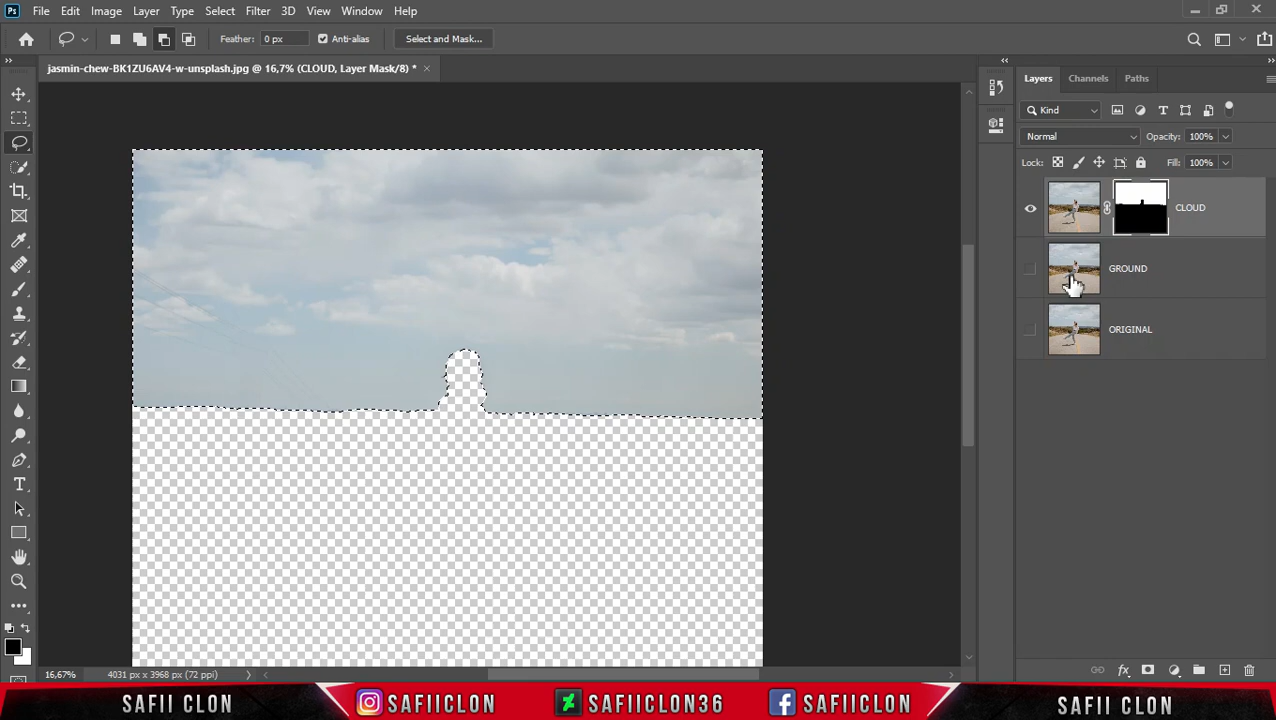 Ps File Edit Image Layer Type Select Filter 3D View Window Help
Feather: 0 px Anti-alias Select and Mask...
jasmin-chew-BK1ZU6AV4-w-unsplash.jpg @ 16,7% (CLOUD, Layer Mask/8) *
Layers Channels Paths
Kind
Normal Opacity: 100%
Lock: Fill: 100%
CLOUD
GROUND
ORIGINAL
16,67% 4031 px x 3968 px (72 ppi)
SAFII CLON SAFIICLON SAFIICLON36 SAFIICLON SAFII CLON